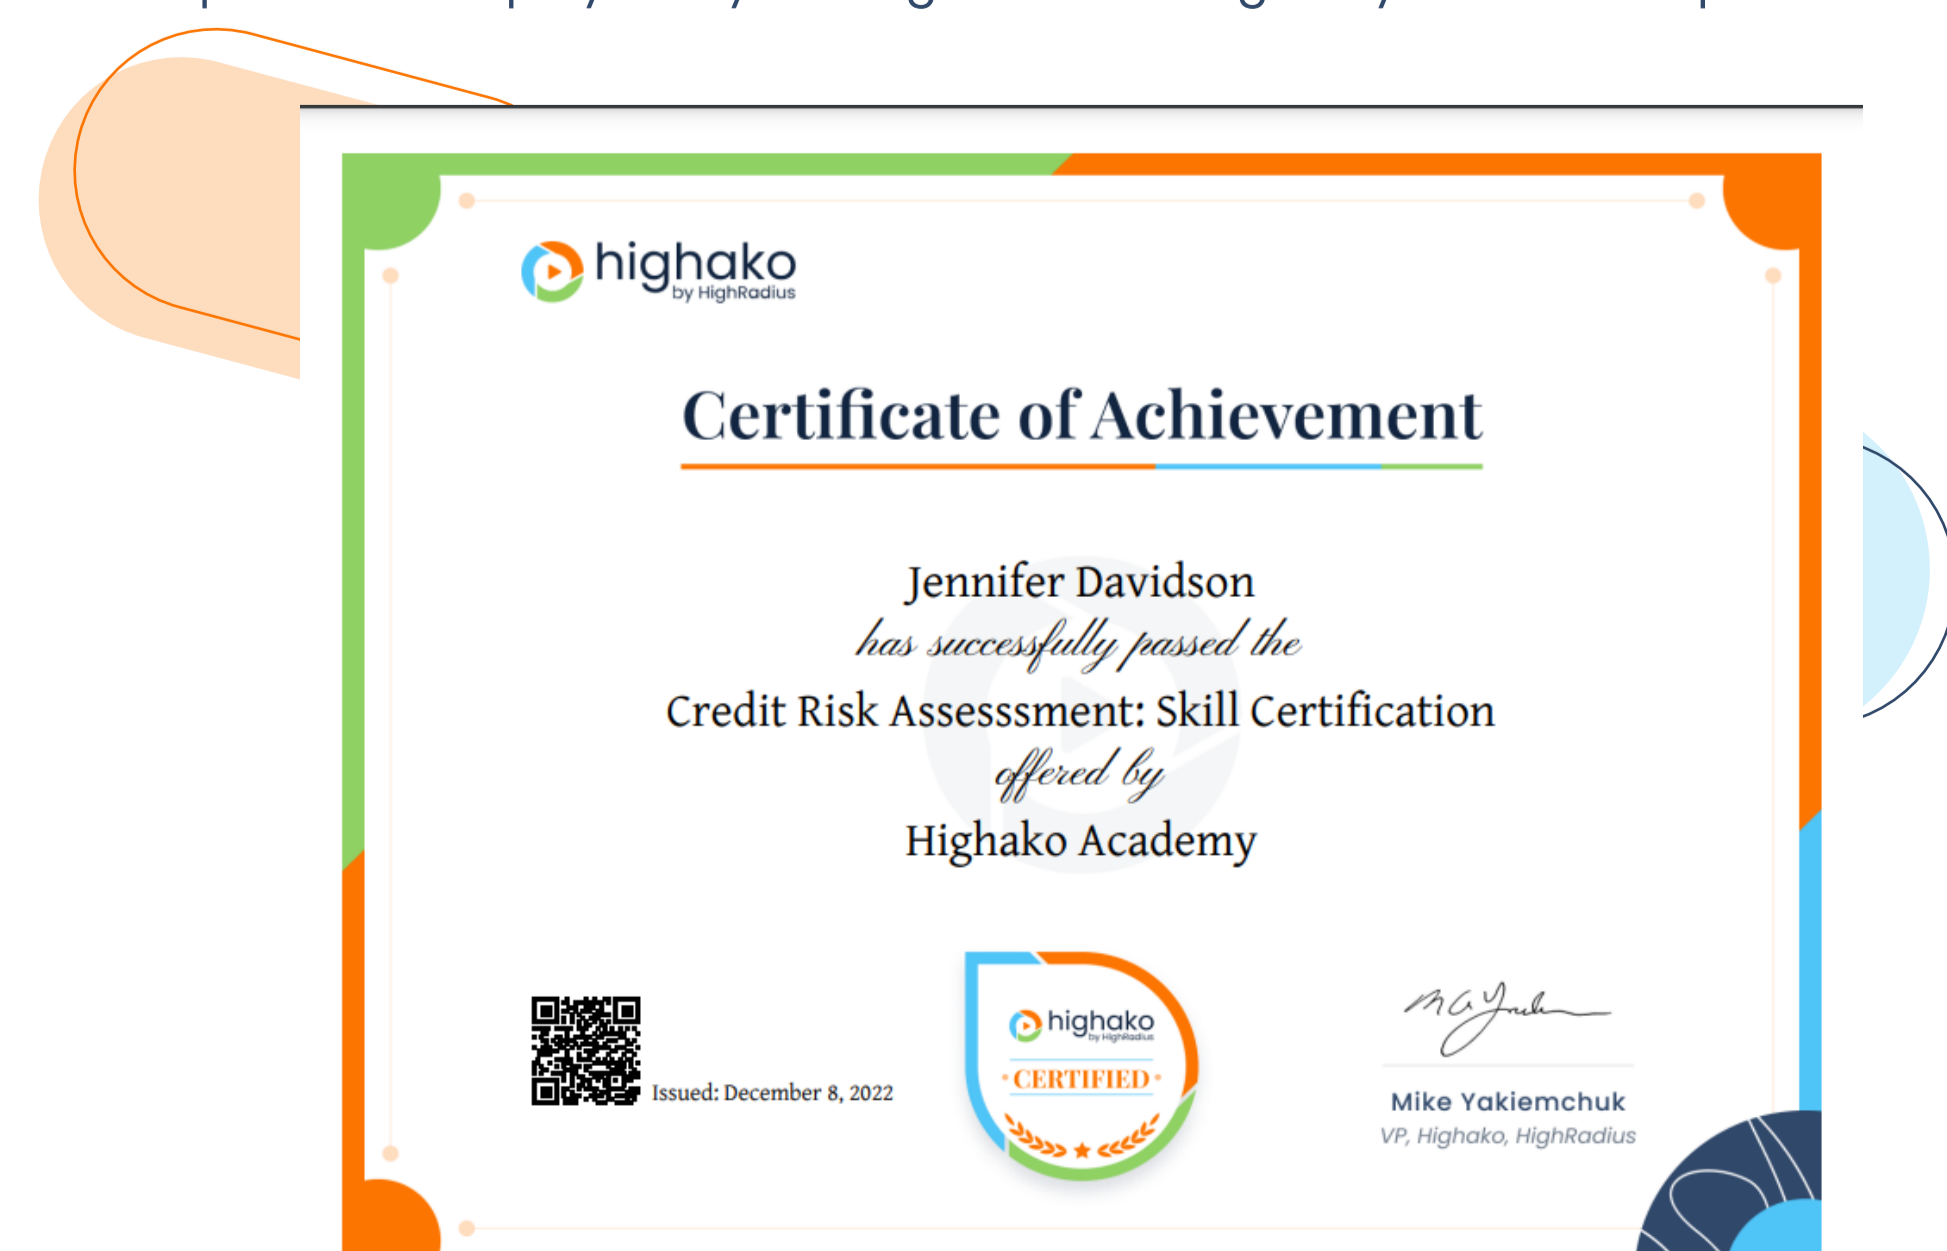 highako
by HighRadius
Certificate of Achievement
Jennifer Davidson
has successfully passed the
Credit Risk Assesssment: Skill Certification
offered by
Highako Academy
Issued: December 8, 2022
highako
by HighRadius
CERTIFIED
Mike Yakiemchuk
VP, Highako, HighRadius